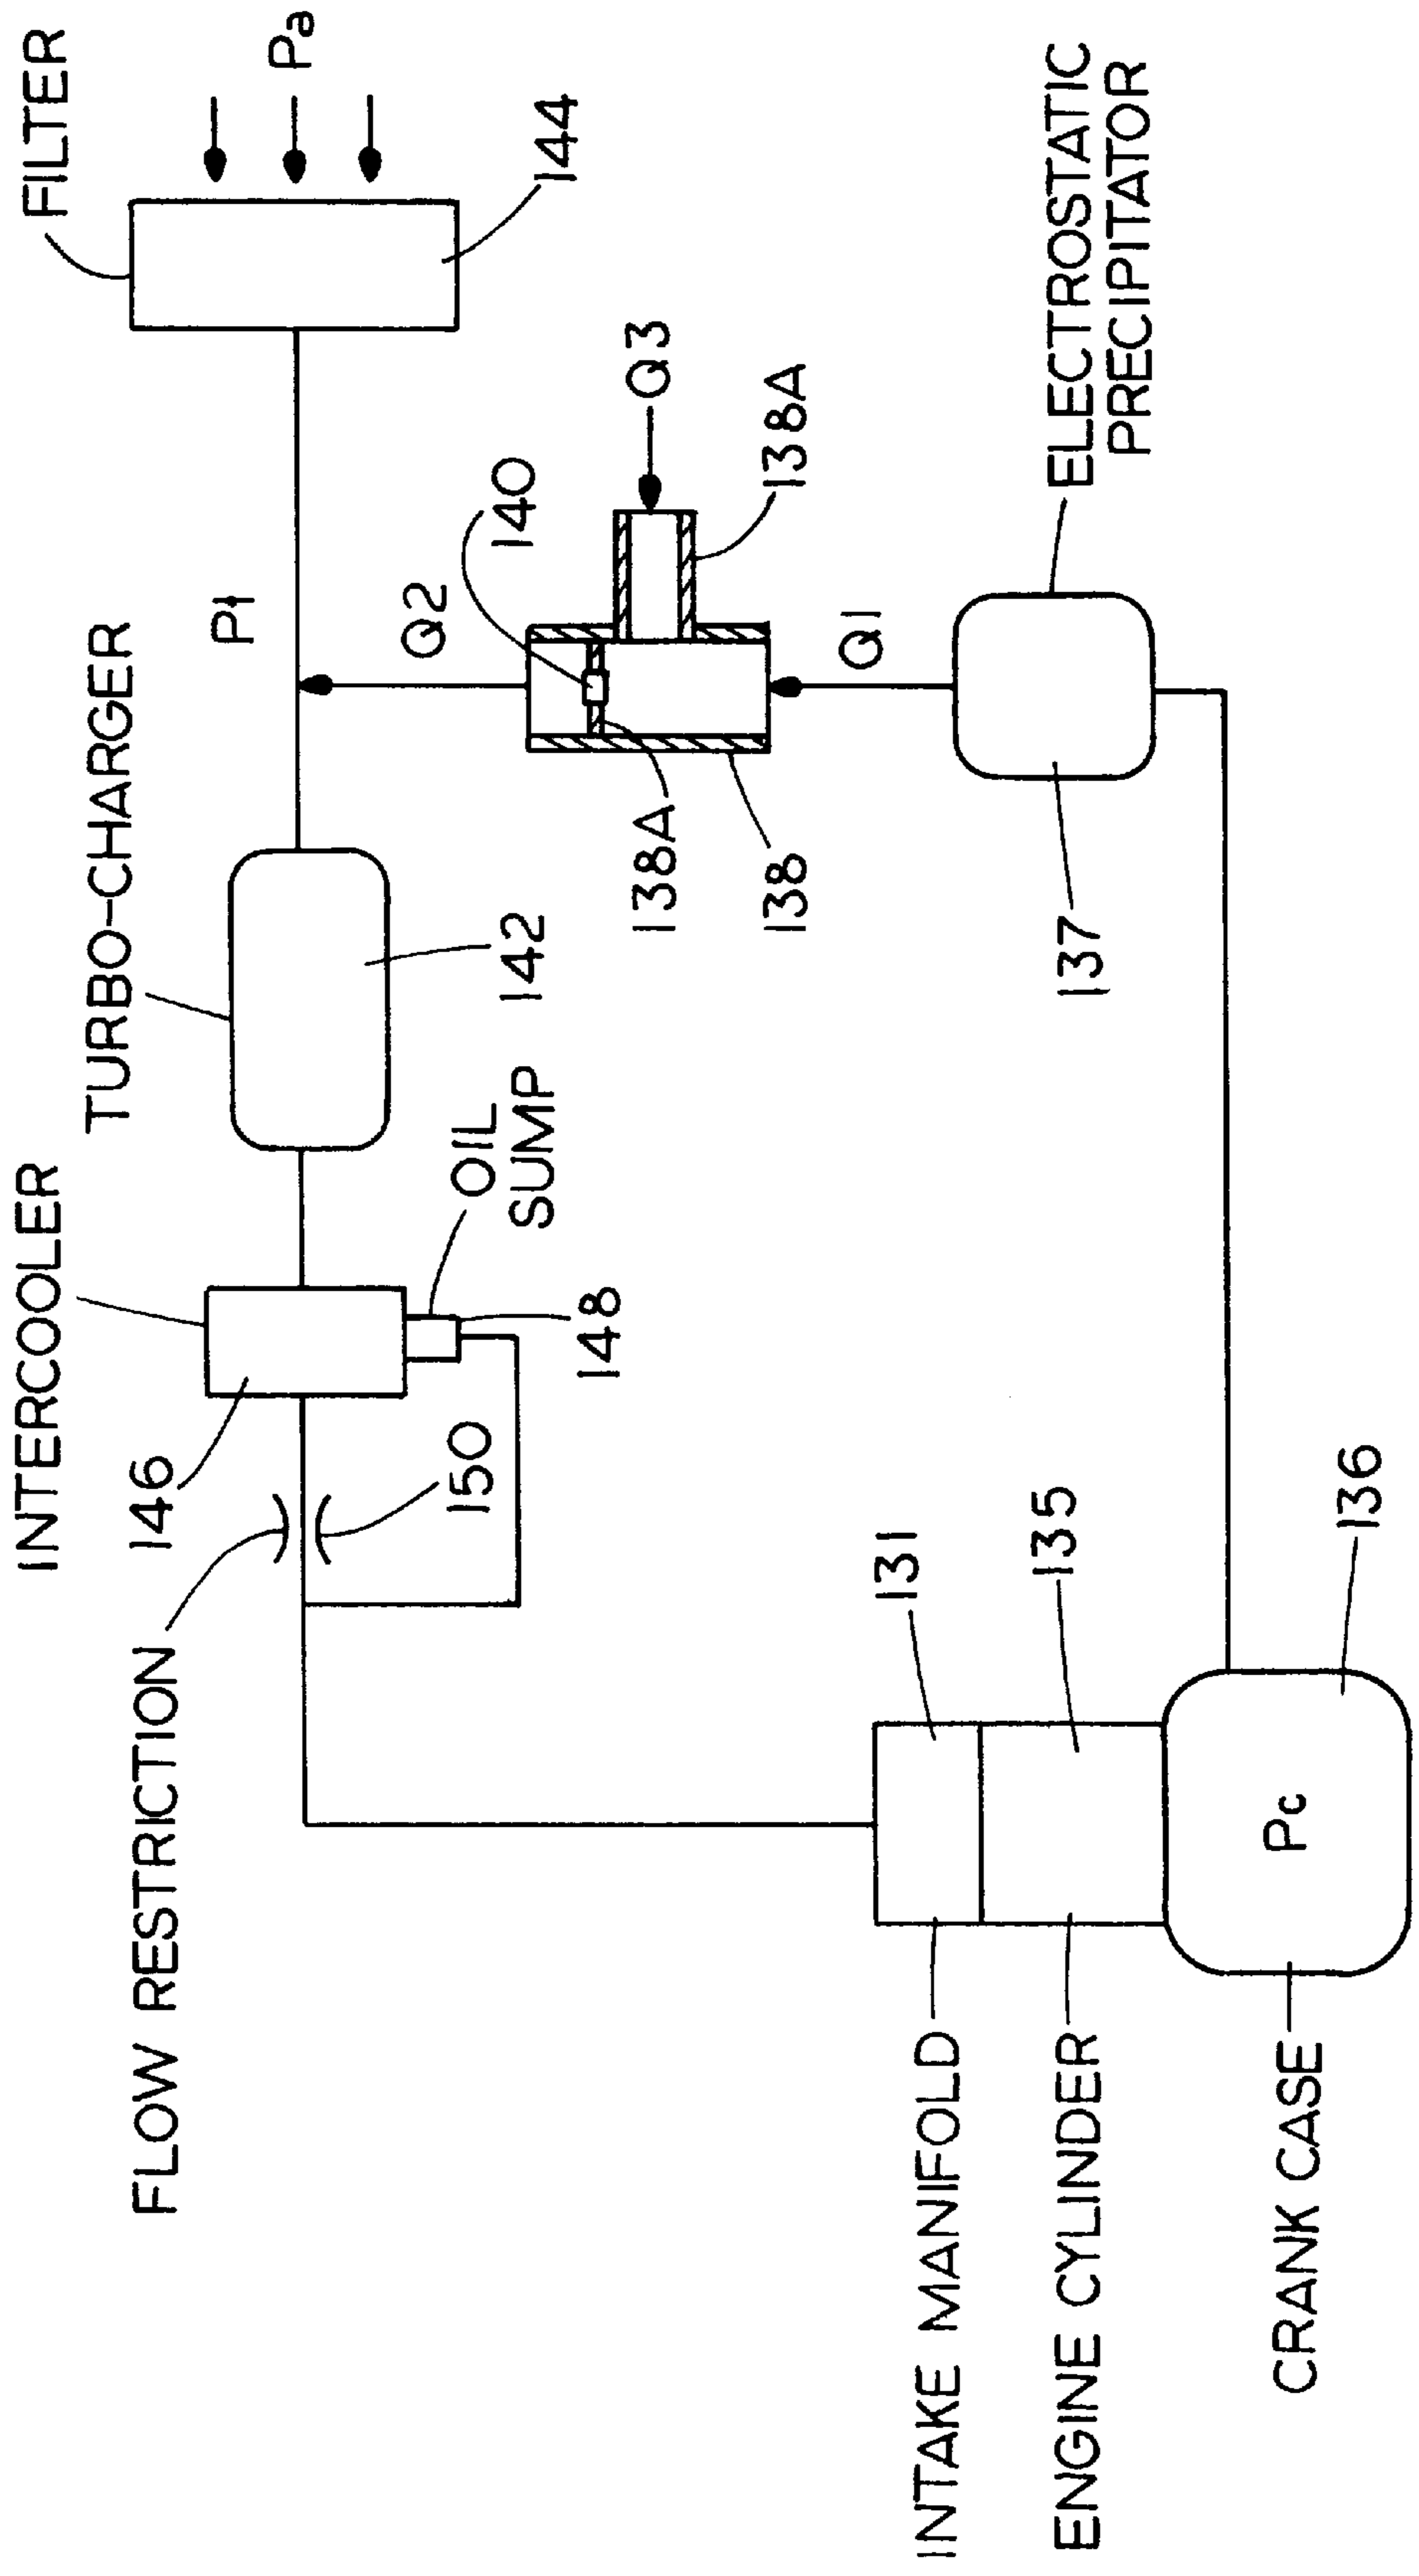 FILTER
Pa
144
INTERCOOLER
TURBO-CHARGER
P1
Q2
140
Q3
138A
138A
138
142
OIL
SUMP
148
146
150
FLOW RESTRICTION
Q1
ELECTROSTATIC
PRECIPITATOR
137
131
135
136
INTAKE MANIFOLD
ENGINE CYLINDER
Pc
CRANK CASE